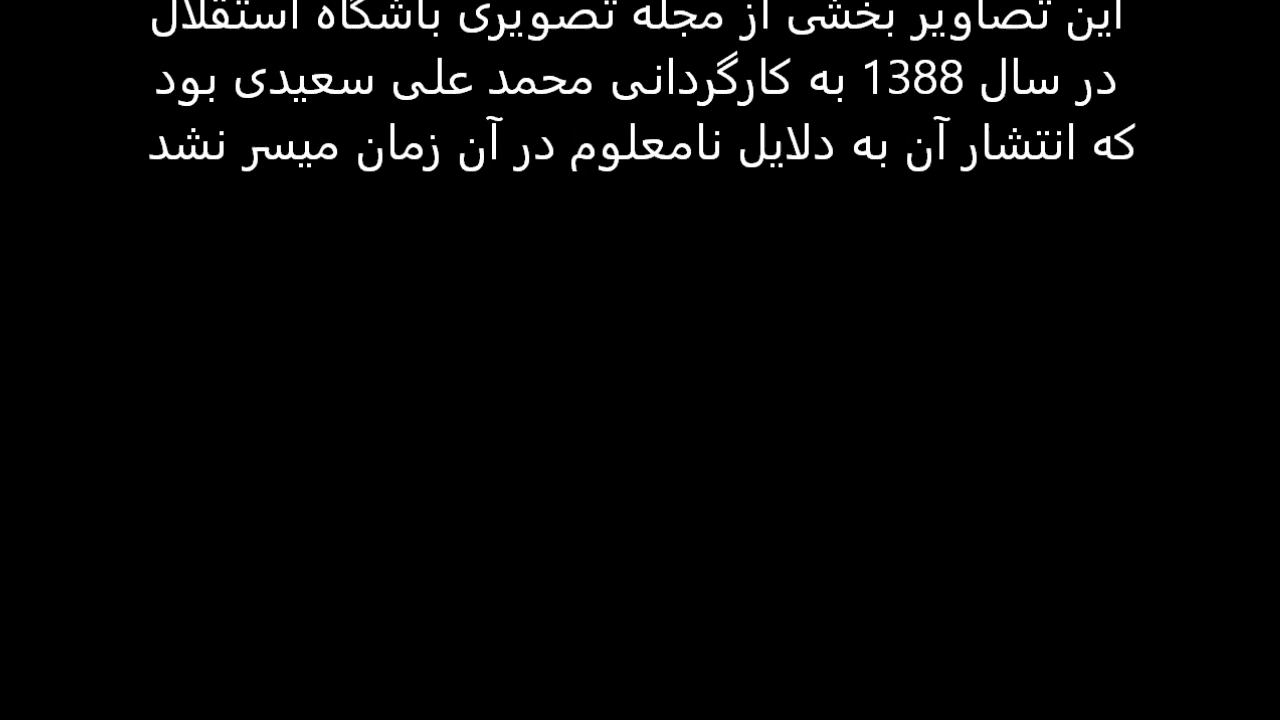 این تصاویر بخشی از مجله تصویری باشگاه استقلال
در سال 1388 به کارگردانی محمد علی سعیدی بود
که انتشار آن به دلایل نامعلوم در آن زمان میسر نشد